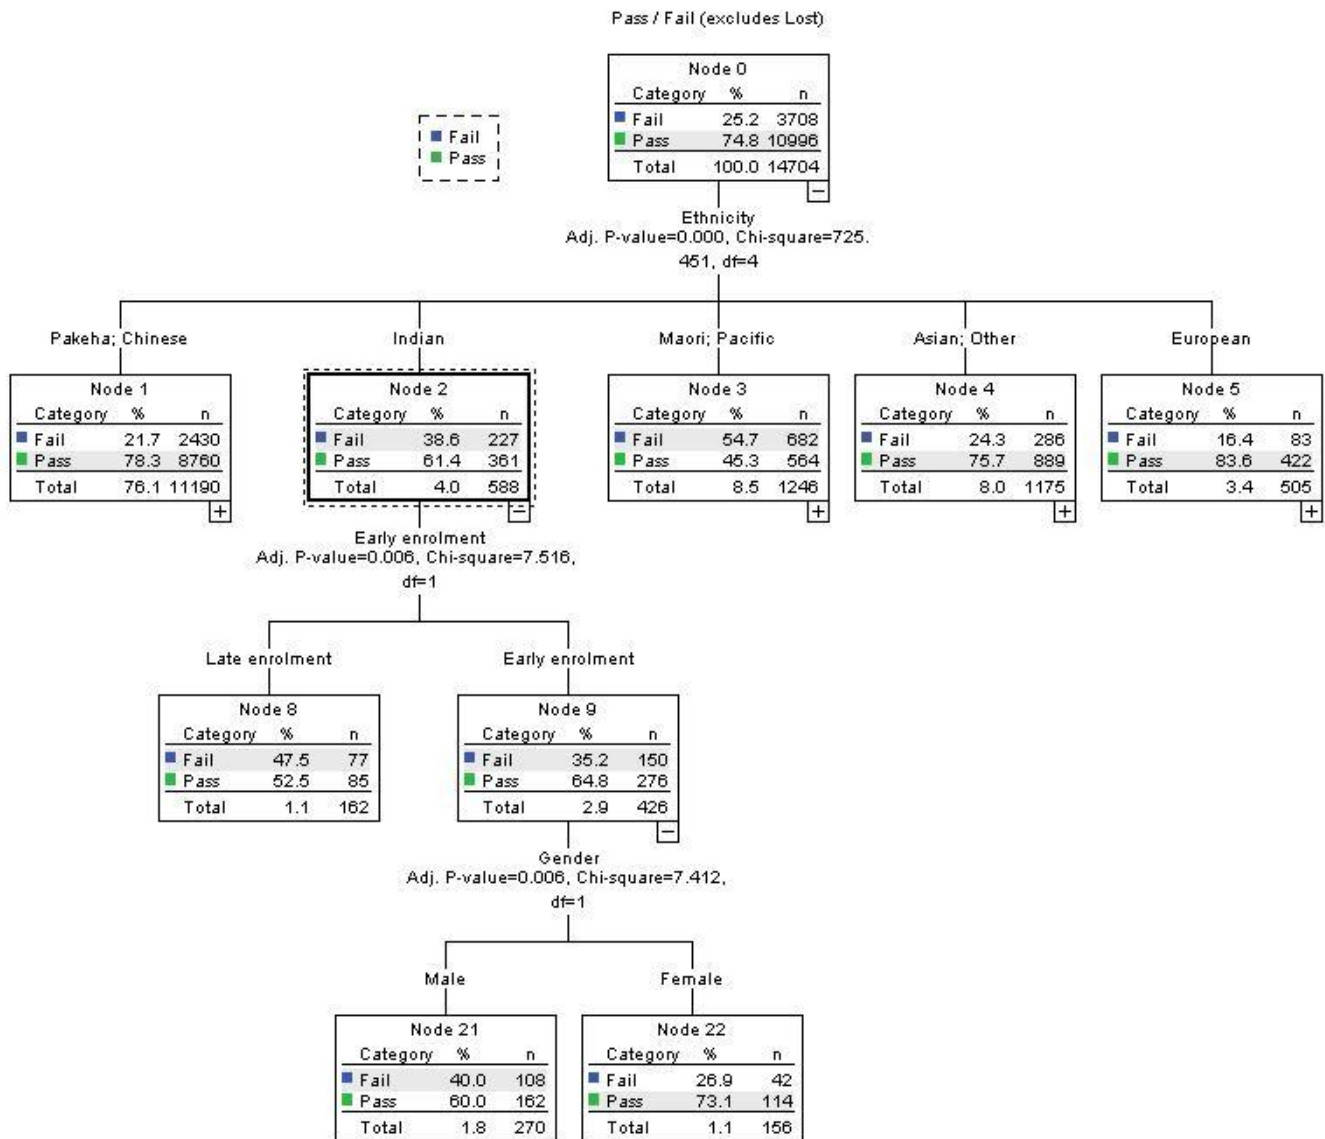 Pass / Fail (excludes Lost)
Node 0
Category % n
Fail 25.2 3708
Pass 74.8 10996
Total 100.0 14704
Fail
Pass
Ethnicity
Adj. P-value=0.000, Chi-square=725.
451, df=4
Pakeha; Chinese
Indian
Maori; Pacific
Asian; Other
European
Node 1
Category % n
Fail 21.7 2430
Pass 78.3 8760
Total 76.1 11190
Node 2
Category % n
Fail 38.6 227
Pass 61.4 361
Total 4.0 588
Node 3
Category % n
Fail 54.7 682
Pass 45.3 564
Total 8.5 1246
Node 4
Category % n
Fail 24.3 286
Pass 75.7 889
Total 8.0 1175
Node 5
Category % n
Fail 16.4 83
Pass 83.6 422
Total 3.4 505
Early enrolment
Adj. P-value=0.006, Chi-square=7.516,
df=1
Late enrolment
Early enrolment
Node 8
Category % n
Fail 47.5 77
Pass 52.5 85
Total 1.1 162
Node 9
Category % n
Fail 35.2 150
Pass 64.8 276
Total 2.9 426
Gender
Adj. P-value=0.006, Chi-square=7.412,
df=1
Male
Female
Node 21
Category % n
Fail 40.0 108
Pass 60.0 162
Total 1.8 270
Node 22
Category % n
Fail 26.9 42
Pass 73.1 114
Total 1.1 156